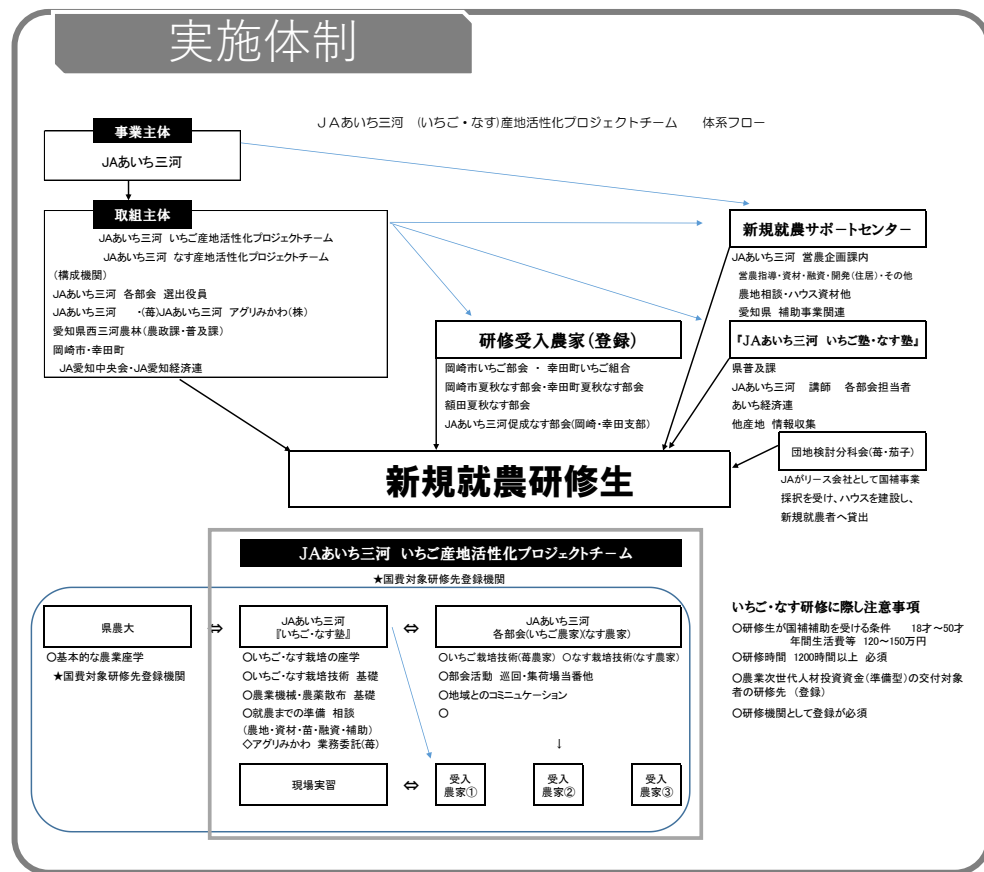 実施体制
JAあいち三河 (いちご・なす)産地活性化プロジェクトチーム 体系フロー
事業主体
JAあいち三河
取組主体
JAあいち三河 いちご産地活性化プロジェクトチーム
JAあいち三河 なす産地活性化プロジェクトチーム
(構成機関)
JAあいち三河 各部会 選出役員
JAあいち三河 ・(苺)JAあいち三河 アグリみかわ(株)
愛知県西三河農林(農政課・普及課)
岡崎市・幸田町
JA愛知中央会・JA愛知経済連
研修受入農家(登録)
岡崎市いちご部会 ・ 幸田町いちご組合
岡崎市夏秋なす部会・幸田町夏秋なす部会
額田夏秋なす部会
JAあいち三河促成なす部会(岡崎・幸田支部)
新規就農サポートセンター
JAあいち三河 営農企画課内
営農指導・資材・融資・開発(住居)・その他
農地相談・ハウス資材他
愛知県 補助事業関連
『JAあいち三河 いちご塾・なす塾』
県普及課
JAあいち三河 講師 各部会担当者
あいち経済連
他産地 情報収集
団地検討分科会(苺・茄子)
JAがリース会社として国補事業
採択を受け、ハウスを建設し、
新規就農者へ貸出
新規就農研修生
JAあいち三河 いちご産地活性化プロジェクトチーム
★国費対象研修先登録機関
県農大
○基本的な農業座学
★国費対象研修先登録機関
⇔
JAあいち三河
『いちご・なす塾』
○いちご・なす栽培の座学
○いちご・なす栽培技術 基礎
○農業機械・農薬散布 基礎
○就農までの準備 相談
(農地・資材・苗・融資・補助)
◇アグリみかわ 業務委託(苺)
⇔
JAあいち三河
各部会(いちご農家)(なす農家)
○いちご栽培技術(苺農家) ○なす栽培技術(なす農家)
○部会活動 巡回・集荷場当番他
○地域とのコミニュケーション
○
↓
現場実習
⇔
受入
農家①
受入
農家②
受入
農家③
いちご・なす研修に際し注意事項
○研修生が国補補助を受ける条件 18才～50才
年間生活費等 120～150万円
○研修時間 1200時間以上 必須
○農業次世代人材投資資金(準備型)の交付対象
者の研修先 (登録)
○研修機関として登録が必須